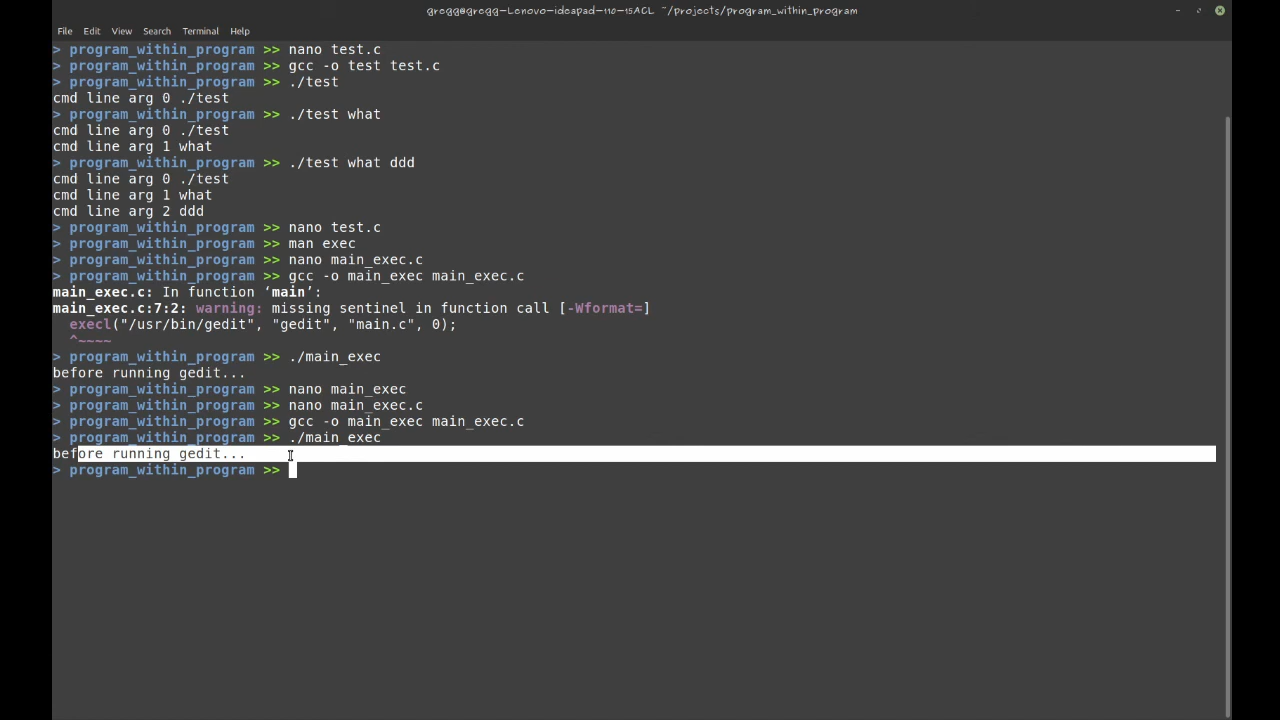 gregg@gregg-Lenovo-ideapad-110-15ACL ~/projects/program_within_program
File Edit View Search Terminal Help
> program_within_program >> nano test.c
> program_within_program >> gcc -o test test.c
> program_within_program >> ./test
cmd line arg 0 ./test
> program_within_program >> ./test what
cmd line arg 0 ./test
cmd line arg 1 what
> program_within_program >> ./test what ddd
cmd line arg 0 ./test
cmd line arg 1 what
cmd line arg 2 ddd
> program_within_program >> nano test.c
> program_within_program >> man exec
> program_within_program >> nano main_exec.c
> program_within_program >> gcc -o main_exec main_exec.c
main_exec.c: In function ‘main’:
main_exec.c:7:2: warning: missing sentinel in function call [-Wformat=]
  execl("/usr/bin/gedit", "gedit", "main.c", 0);
  ^~~~~
> program_within_program >> ./main_exec
before running gedit...
> program_within_program >> nano main_exec
> program_within_program >> nano main_exec.c
> program_within_program >> gcc -o main_exec main_exec.c
> program_within_program >> ./main_exec
before running gedit...
> program_within_program >>